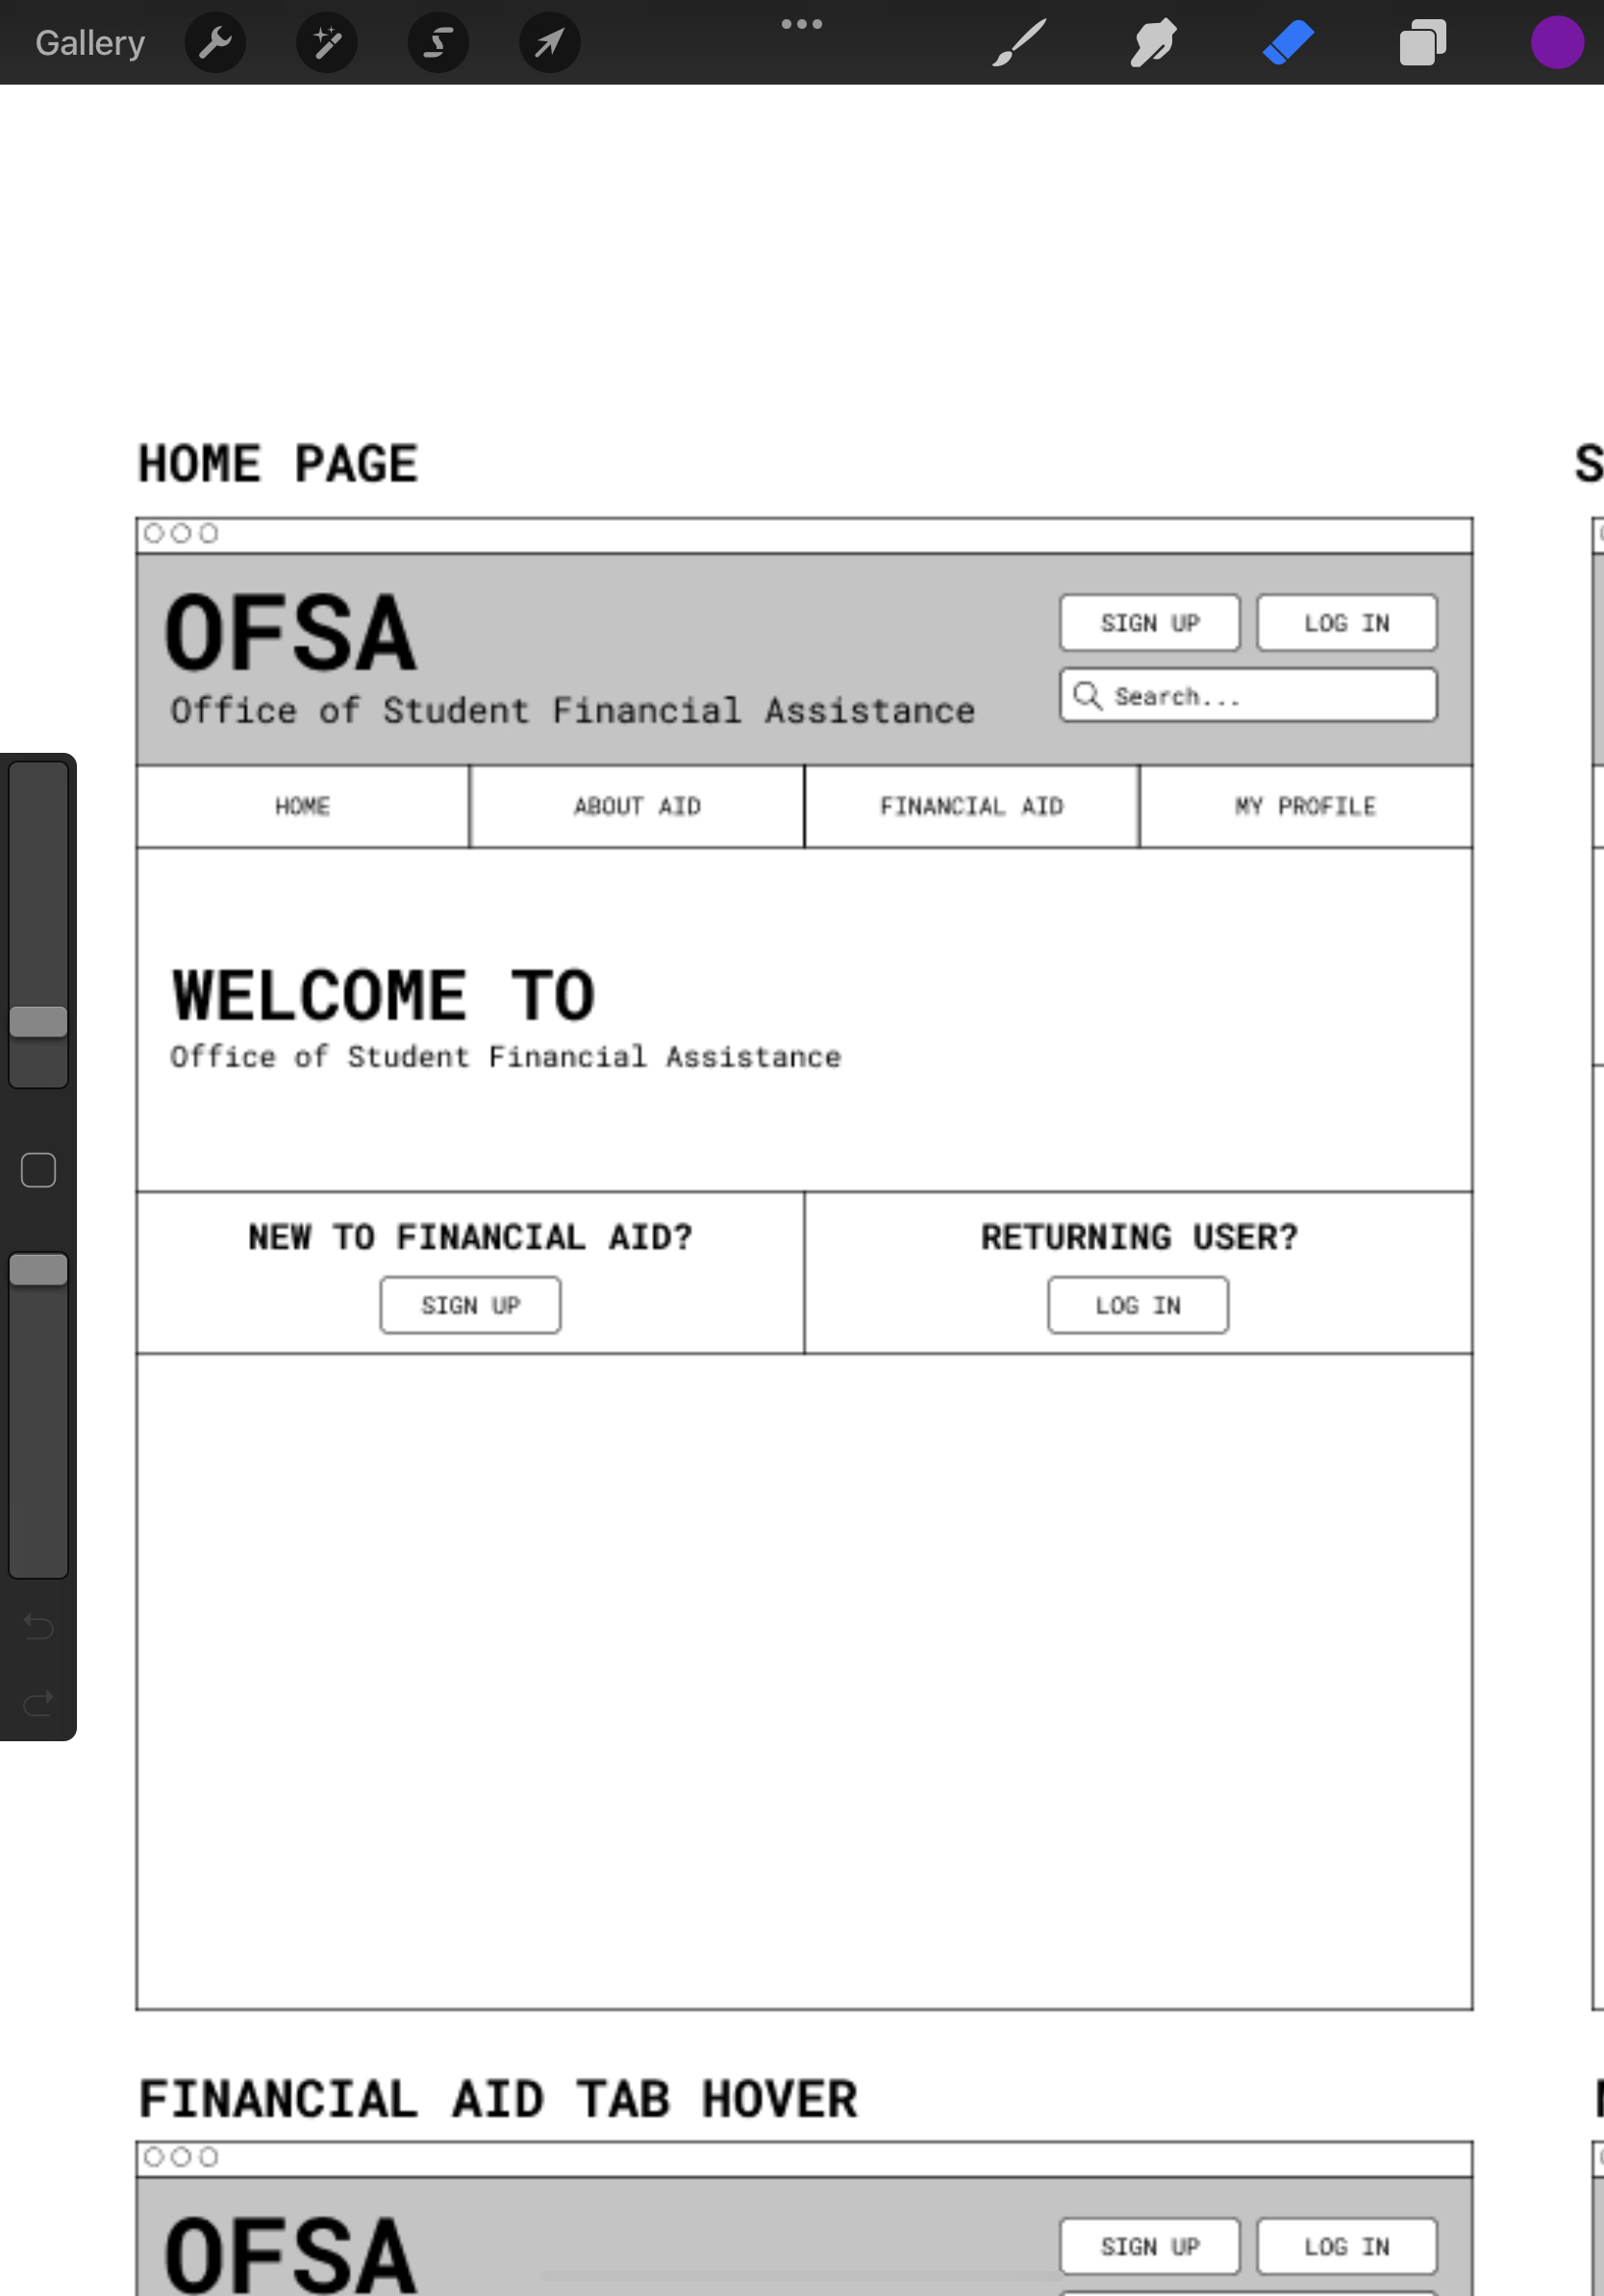 Gallery
HOME PAGE
S
OFSA
SIGN UP
LOG IN
Office of Student Financial Assistance
Search...
HOME
ABOUT AID
FINANCIAL AID
MY PROFILE
WELCOME TO
Office of Student Financial Assistance
NEW TO FINANCIAL AID?
RETURNING USER?
SIGN UP
LOG IN
FINANCIAL AID TAB HOVER
OFSA
SIGN UP
LOG IN